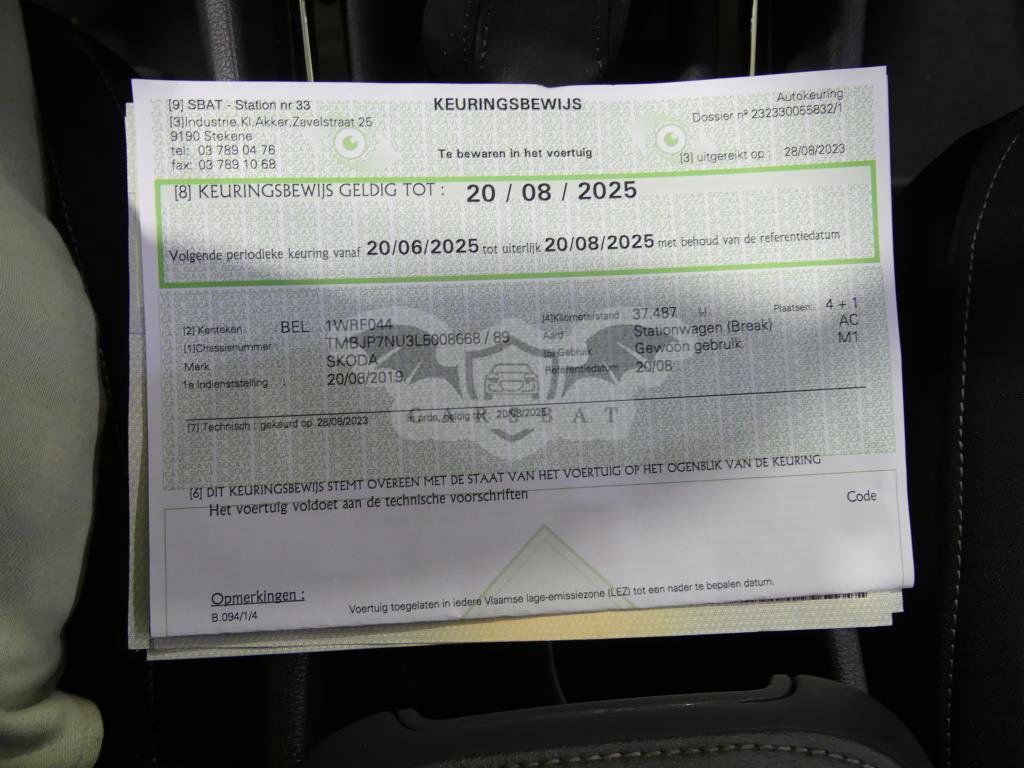 [9] SBAT - Station nr 33
KEURINGSBEWIJS
Autokeuring
[3]Industrie.Kl.Akker,Zavelstraat 25
Dossier nº 232330055832/1
9190 Stekene
tel: 03 789 04 76
Te bewaren in het voertuig
[3] uitgereikt op : 28/08/2023
fax: 03 789 10 68
[8] KEURINGSBEWIJS GELDIG TOT : 20 / 08 / 2025
Volgende periodieke keuring vanaf 20/06/2025 tot uiterlijk 20/08/2025 met behoud van de referentiedatum
[2] Kenteken : BEL 1WRF044 [4]Kilometerstand : 37.487 Plaatsen: 4 + 1
[1]Chassisnummer : TMBJP7NU3L5008668 / 89 Aard : Stationwagen (Break) AC
Merk : SKODA [5] Gebruik : Gewoon gebruik M1
1e Indienststelling : 20/08/2019 Referentiedatum : 20/08
CARSBAT
[7] Technisch : gekeurd op 28/08/2023 In orde, geldig tot : 20/08/2025
[6] DIT KEURINGSBEWIJS STEMT OVEREEN MET DE STAAT VAN HET VOERTUIG OP HET OGENBLIK VAN DE KEURING
Het voertuig voldoet aan de technische voorschriften
Code
Opmerkingen :
B.094/1/4
Voertuig toegelaten in iedere Vlaamse lage-emissiezone (LEZ) tot een nader te bepalen datum.